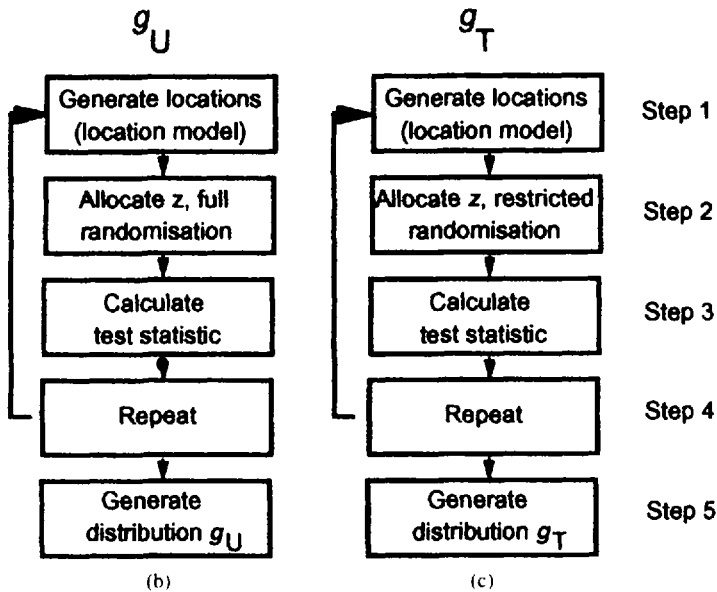 g_U
g_T
Generate locations
(location model)
Generate locations
(location model)
Step 1
Allocate z, full
randomisation
Allocate z, restricted
randomisation
Step 2
Calculate
test statistic
Calculate
test statistic
Step 3
Repeat
Repeat
Step 4
Generate
distribution g_U
Generate
distribution g_T
Step 5
(b)
(c)